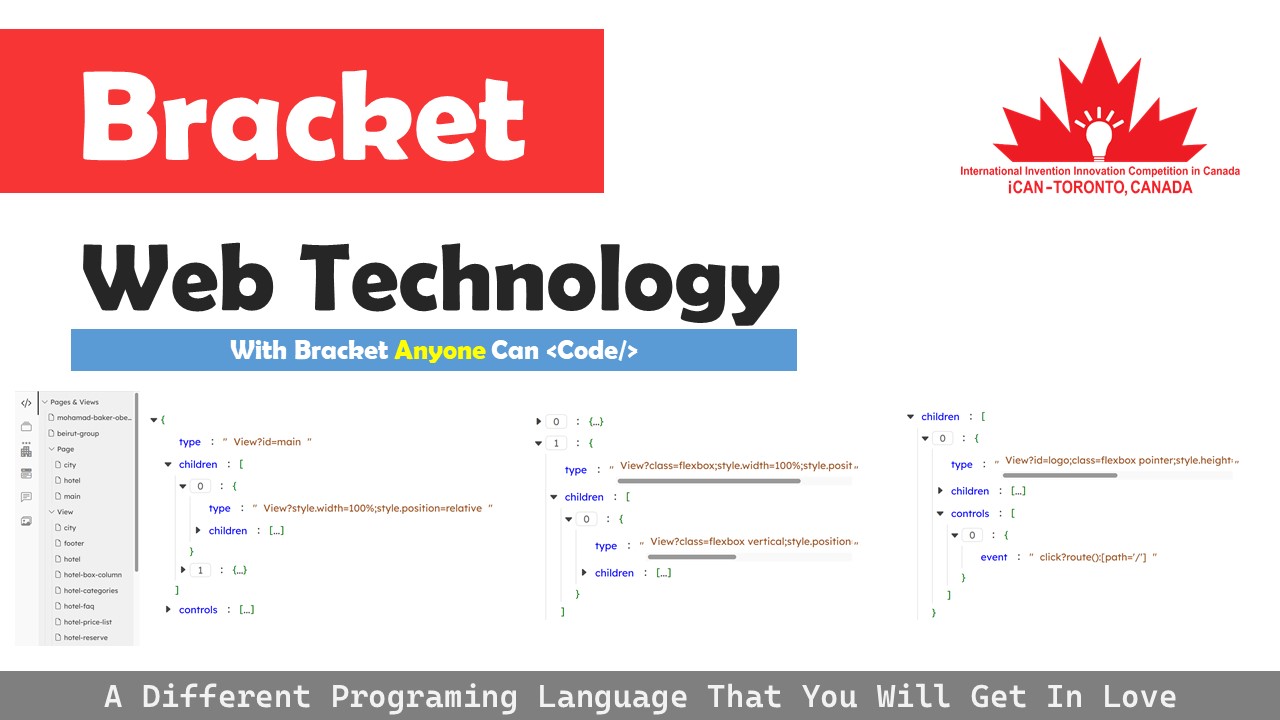 Bracket
International Invention Innovation Competition in Canada
iCAN-TORONTO, CANADA
Web Technology
With Bracket Anyone Can <Code/>
Pages & Views
mohamad-baker-obe...
beirut-group
Page
city
hotel
main
View
city
footer
hotel
hotel-box-column
hotel-categories
hotel-faq
hotel-price-list
hotel-reserve
{
type : " View?id=main "
children : [
0 : {
type : " View?style.width=100%;style.position=relative "
children : [...]
}
1 : {...}
]
controls : [...]
0 : {...}
1 : {
type : " View?class=flexbox;style.width=100%;style.posit "
children : [
0 : {
type : " View?class=flexbox vertical;style.position "
children : [...]
}
]
children : [
0 : {
type : " View?id=logo;class=flexbox pointer;style.height: "
children : [...]
controls : [
0 : {
event : " click?route():[path='/'] "
}
]
}
A Different Programing Language That You Will Get In Love